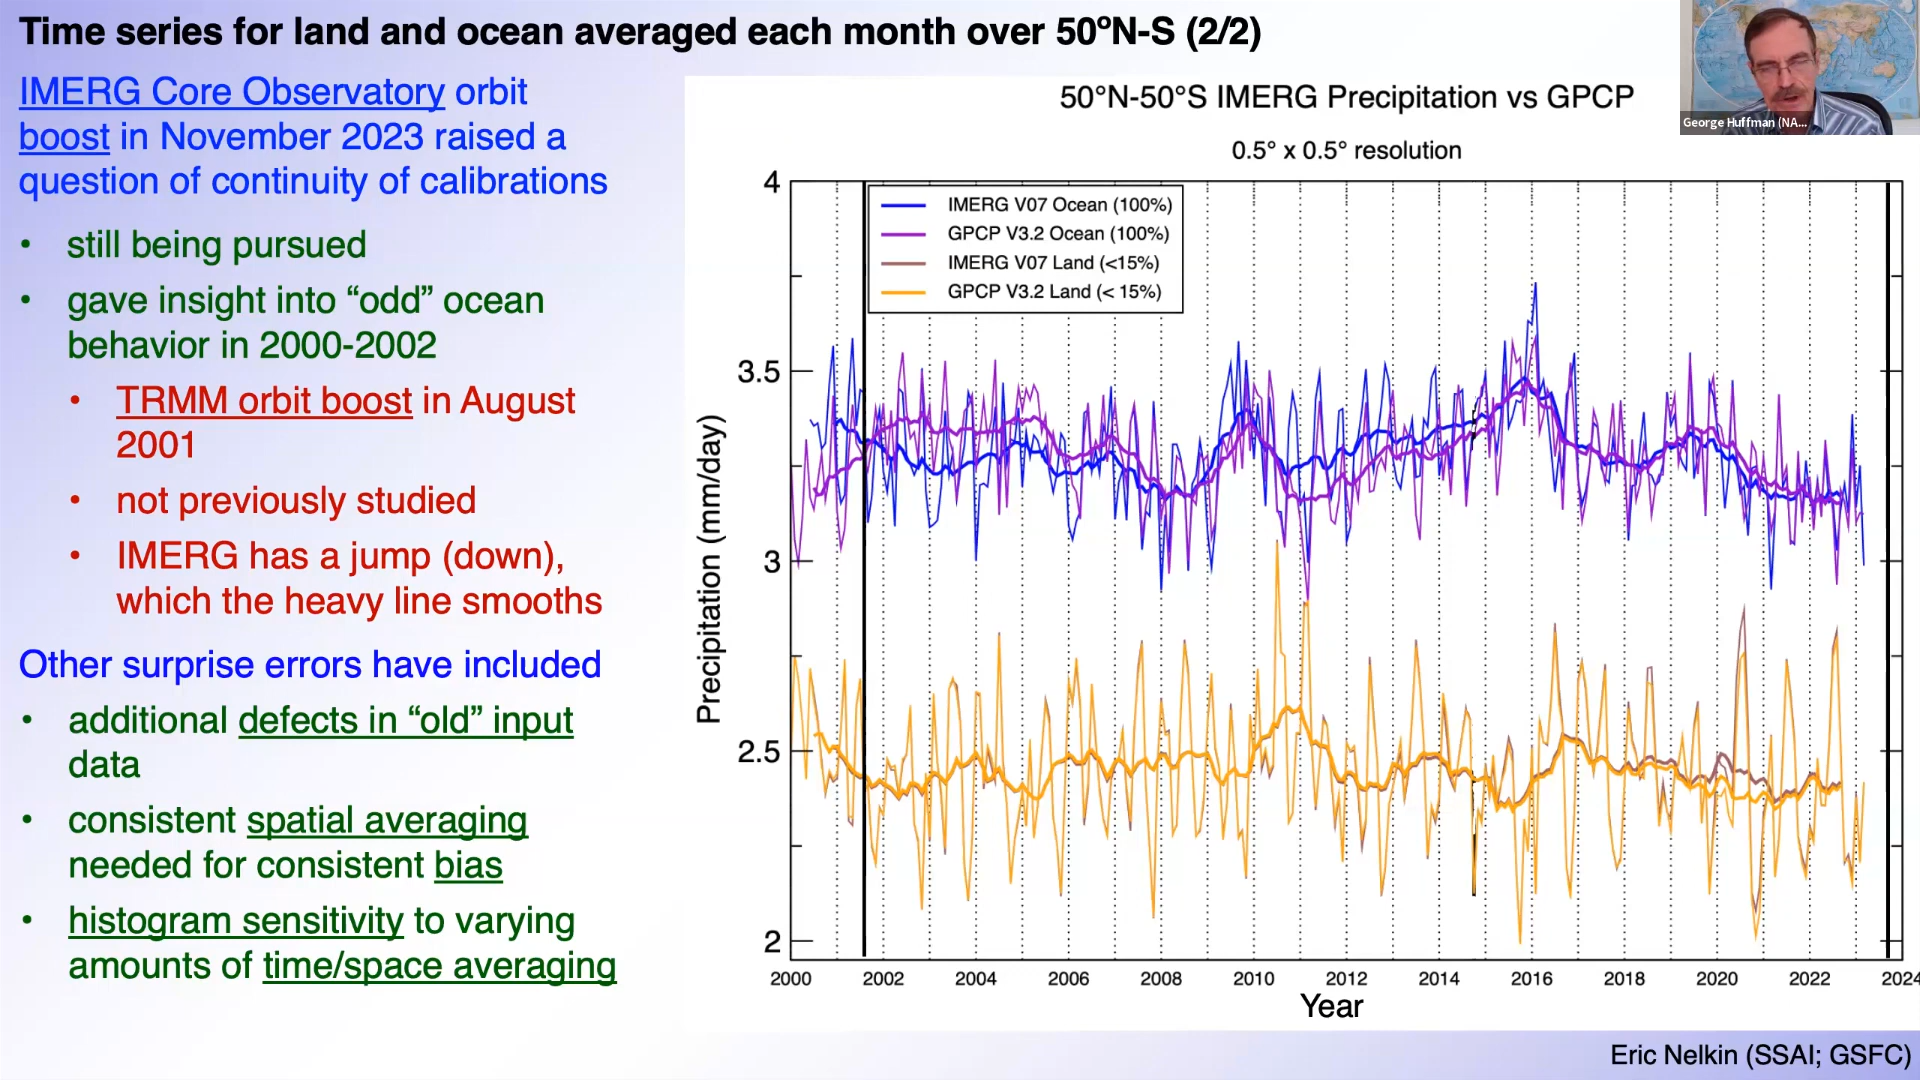 Time series for land and ocean averaged each month over 50ºN-S (2/2)
IMERG Core Observatory orbit
boost in November 2023 raised a
question of continuity of calibrations
• still being pursued
• gave insight into “odd” ocean
behavior in 2000-2002
• TRMM orbit boost in August
2001
• not previously studied
• IMERG has a jump (down),
which the heavy line smooths
Other surprise errors have included
• additional defects in “old” input
data
• consistent spatial averaging
needed for consistent bias
• histogram sensitivity to varying
amounts of time/space averaging
50°N-50°S IMERG Precipitation vs GPCP
0.5° x 0.5° resolution
IMERG V07 Ocean (100%)
GPCP V3.2 Ocean (100%)
IMERG V07 Land (<15%)
GPCP V3.2 Land (< 15%)
Precipitation (mm/day)
4
3.5
3
2.5
2
2000 2002 2004 2006 2008 2010 2012 2014 2016 2018 2020 2022 2024
Year
George Huffman (NA...
Eric Nelkin (SSAI; GSFC)